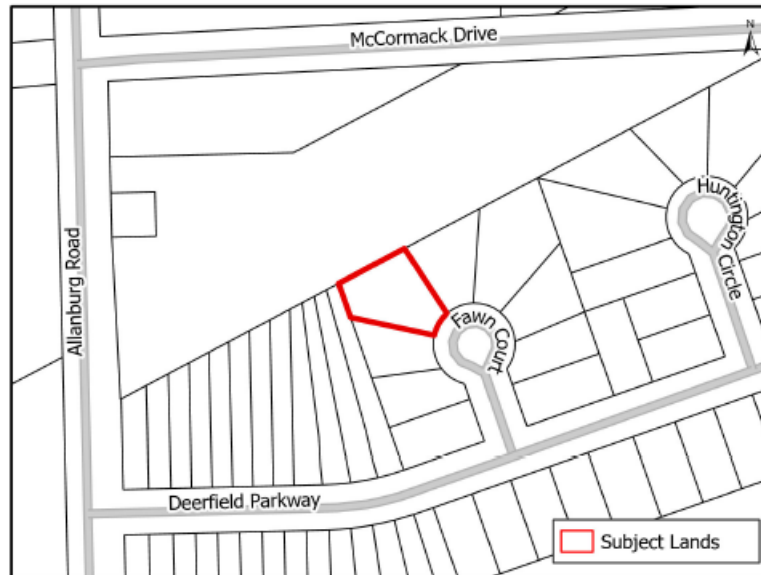 McCormack Drive
N
Huntington Circle
Allanburg Road
Fawn Court
Deerfield Parkway
Subject Lands